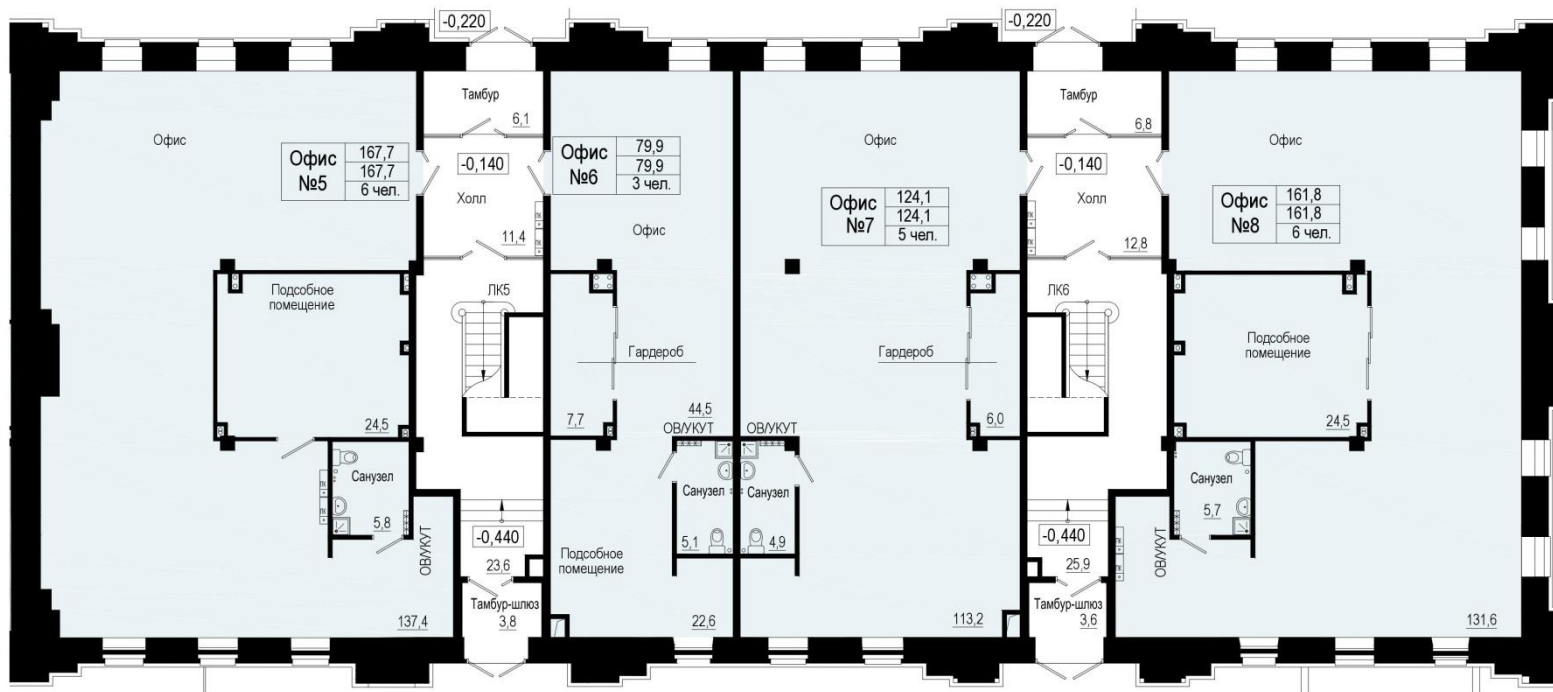 -0,220
-0,220
Тамбур
6,1
Тамбур
6,8
Офис
Офис
№5
167,7
167,7
6 чел.
-0,140
Холл
11,4
Офис
№6
79,9
79,9
3 чел.
Офис
Офис
Офис
№7
124,1
124,1
5 чел.
-0,140
Холл
12,8
Офис
Офис
№8
161,8
161,8
6 чел.
Подсобное
помещение
24,5
ЛК5
Гардероб
7,7
44,5
ОВ/УКУТ
Гардероб
6,0
ОВ/УКУТ
ЛК6
Подсобное
помещение
24,5
Санузел
5,8
ОВ/УКУТ
137,4
-0,440
23,6
Тамбур-шлюз
3,8
Подсобное
помещение
22,6
Санузел
5,1
Санузел
4,9
113,2
-0,440
25,9
Тамбур-шлюз
3,6
Санузел
5,7
ОВ/УКУТ
131,6